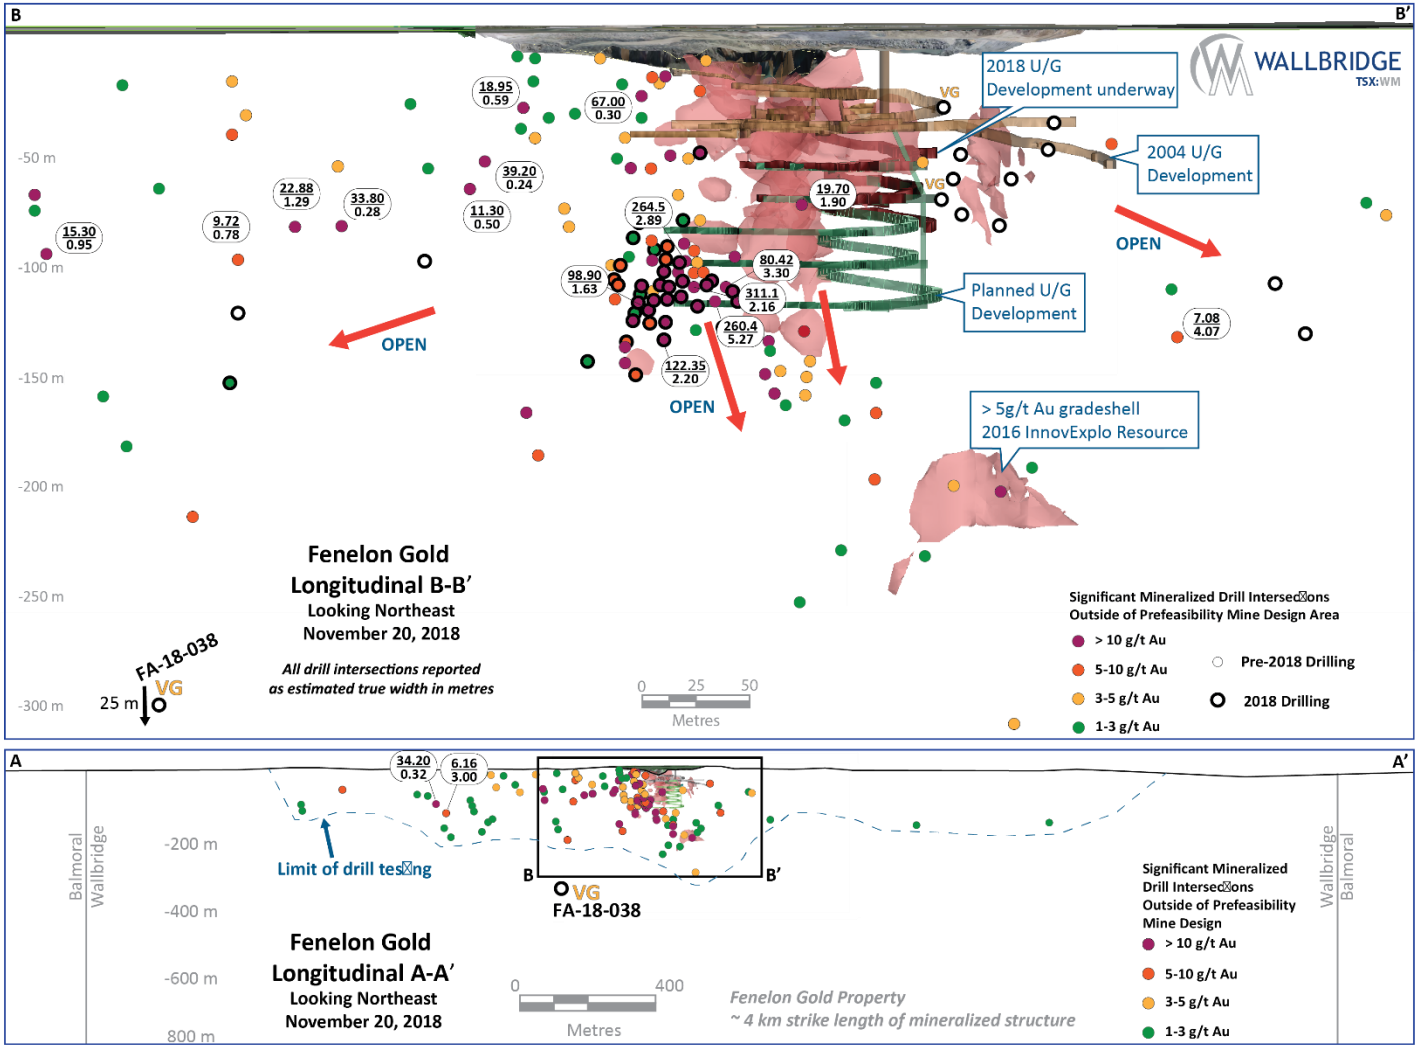 B
B'
WALLBRIDGE
TSX:WM
2018 U/G
Development underway
VG
18.95
0.59
67.00
0.30
-50 m
2004 U/G
Development
39.20
0.24
22.88
1.29
33.80
0.28
VG
19.70
1.90
264.5
2.89
11.30
0.50
9.72
0.78
15.30
0.95
OPEN
-100 m
98.90
1.63
80.42
3.30
311.1
2.16
Planned U/G
Development
260.4
5.27
7.08
4.07
OPEN
-150 m
122.35
2.20
OPEN
> 5g/t Au gradeshell
2016 InnovExplo Resource
-200 m
Fenelon Gold
Longitudinal B-B'
Looking Northeast
November 20, 2018
-250 m
All drill intersections reported
as estimated true width in metres
FA-18-038
VG
25 m
-300 m
0 25 50
Metres
Significant Mineralized Drill Intersec☒ons
Outside of Prefeasibility Mine Design Area
> 10 g/t Au
5-10 g/t Au
3-5 g/t Au
1-3 g/t Au
Pre-2018 Drilling
2018 Drilling
A
A'
34.20
0.32
6.16
3.00
Balmoral
Wallbridge
-200 m
Limit of drill tes☒ng
B
B'
VG
FA-18-038
-400 m
Wallbridge
Balmoral
Fenelon Gold
Longitudinal A-A'
Looking Northeast
November 20, 2018
-600 m
800 m
0 400
Metres
Fenelon Gold Property
~ 4 km strike length of mineralized structure
Significant Mineralized
Drill Intersec☒ons
Outside of Prefeasibility
Mine Design
> 10 g/t Au
5-10 g/t Au
3-5 g/t Au
1-3 g/t Au